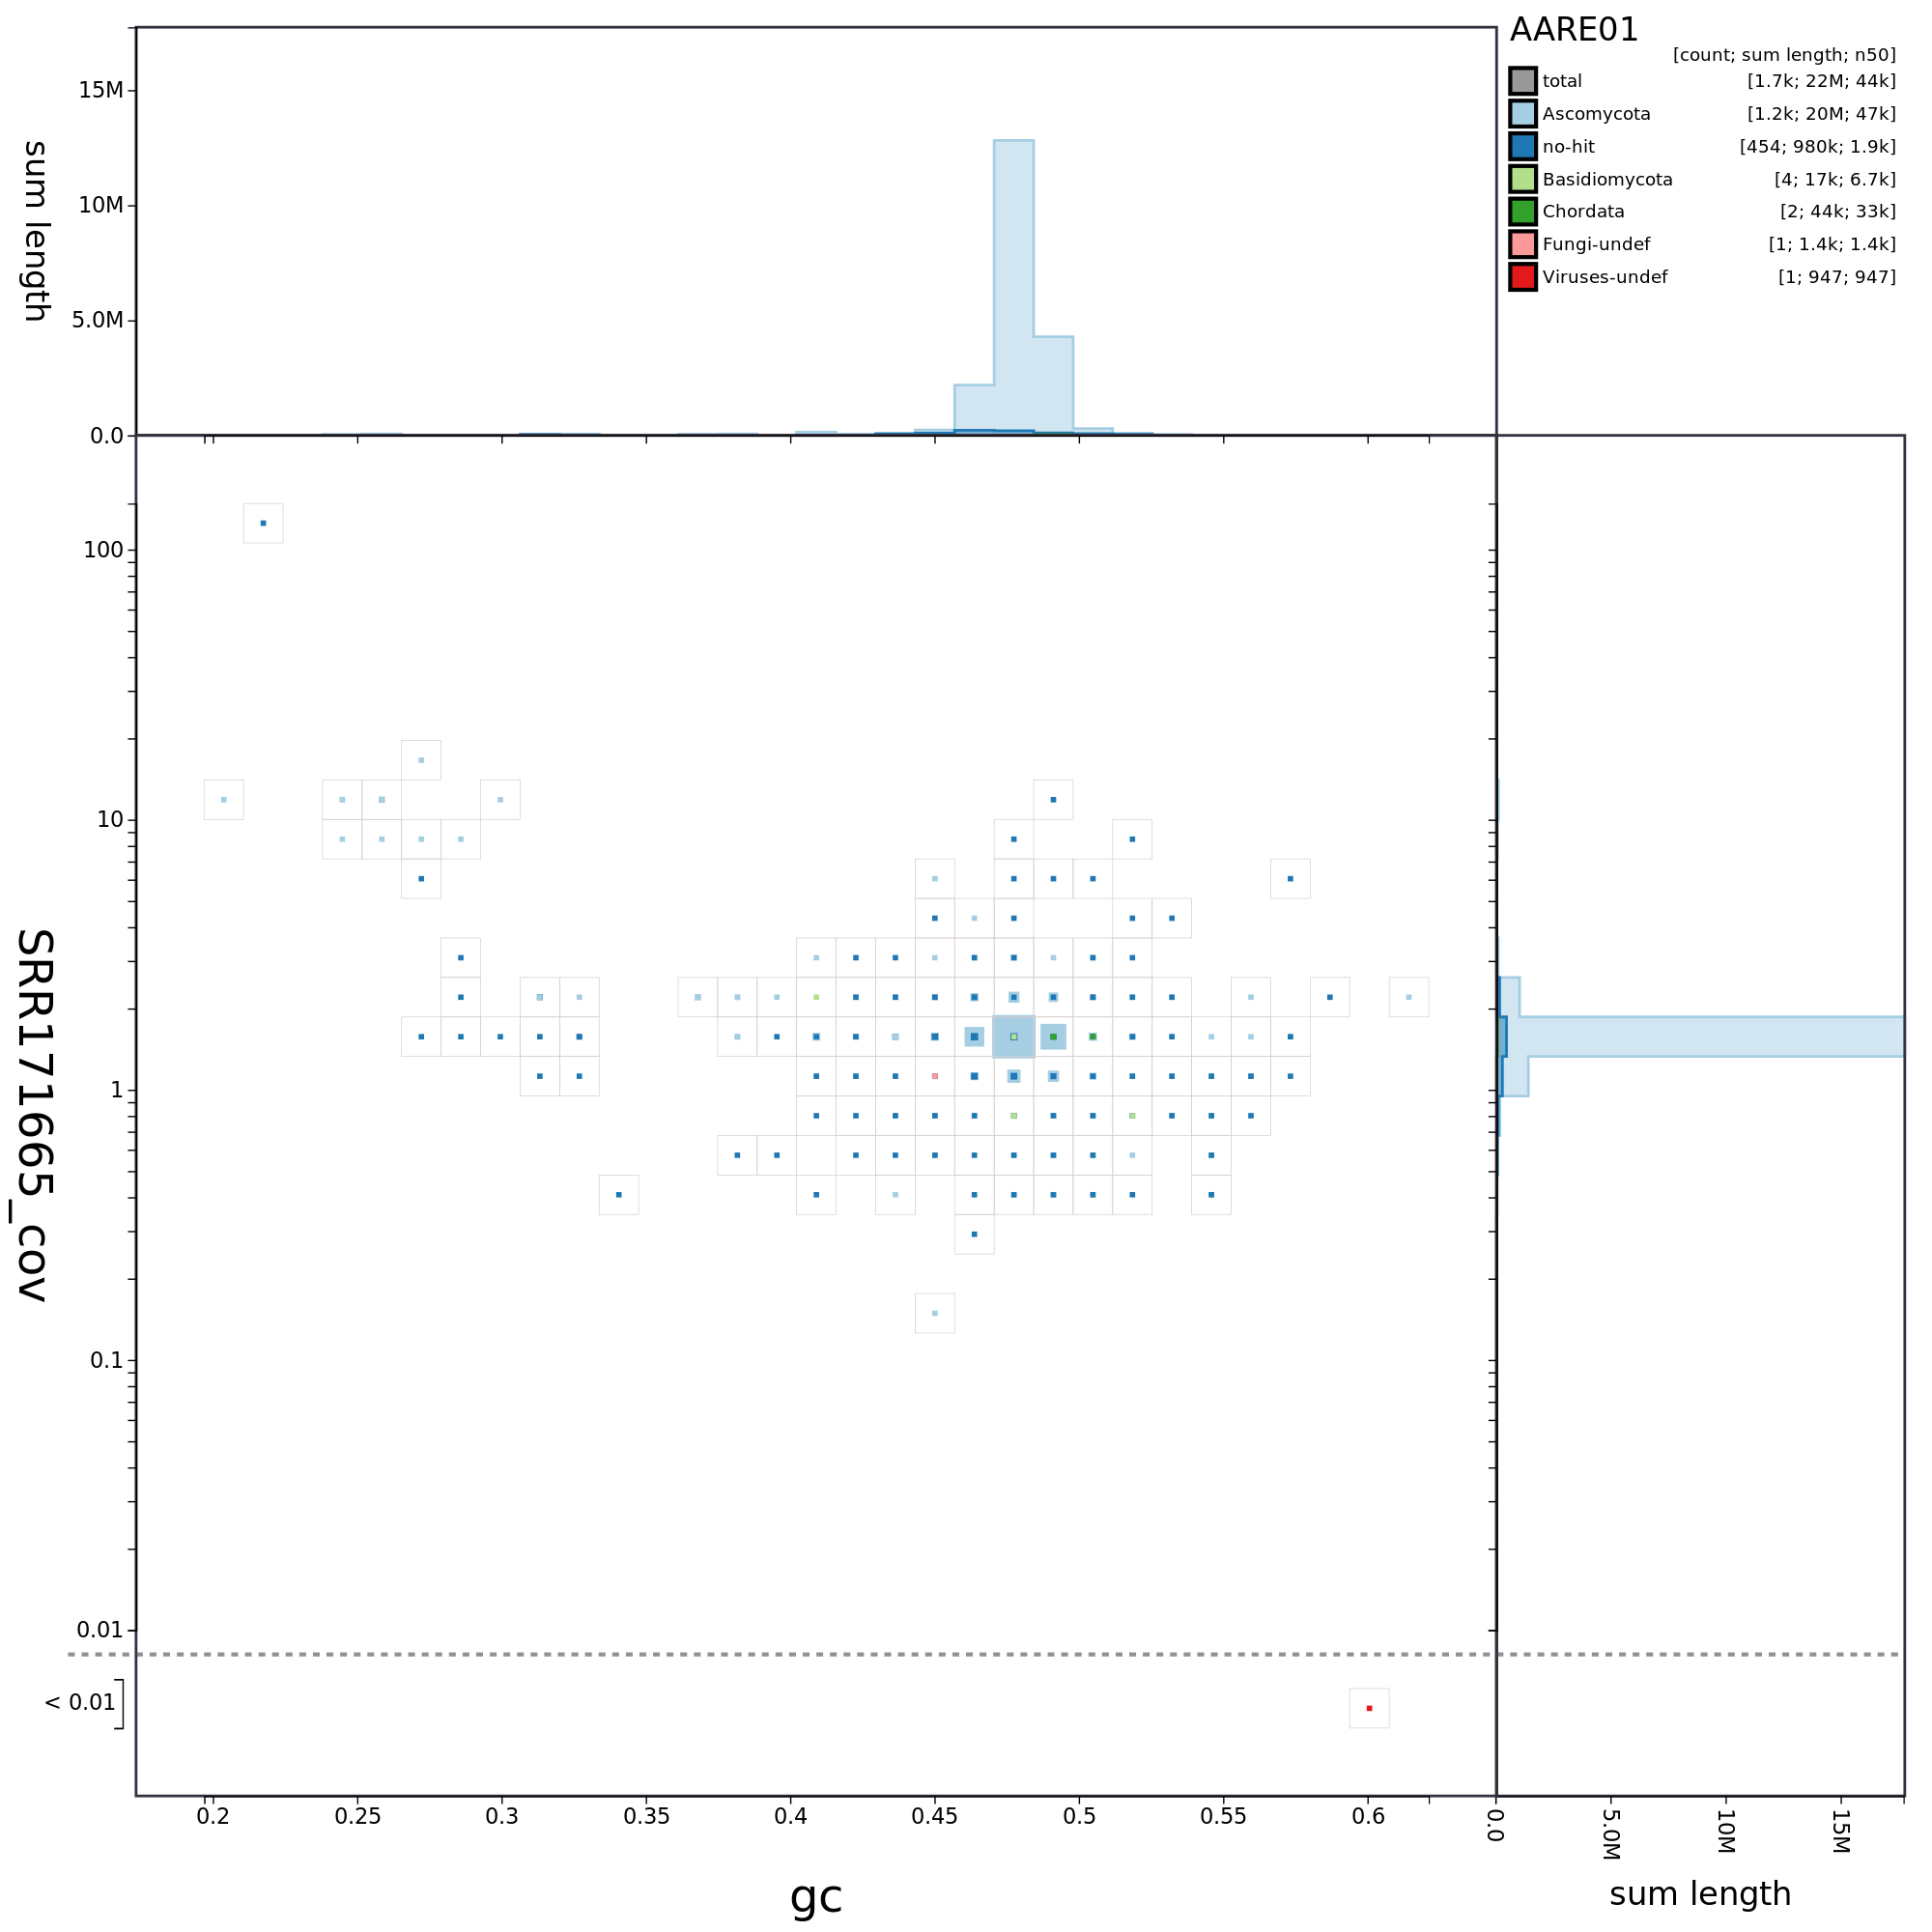 AARE01
[count; sum length; n50]
total [1.7k; 22M; 44k]
Ascomycota [1.2k; 20M; 47k]
no-hit [454; 980k; 1.9k]
Basidiomycota [4; 17k; 6.7k]
Chordata [2; 44k; 33k]
Fungi-undef [1; 1.4k; 1.4k]
Viruses-undef [1; 947; 947]
sum length
15M
10M
5.0M
0.0
SRR171665_cov
100
10
1
0.1
0.01
< 0.01
0.2 0.25 0.3 0.35 0.4 0.45 0.5 0.55 0.6
gc
0.0 5.0M 10M 15M
sum length